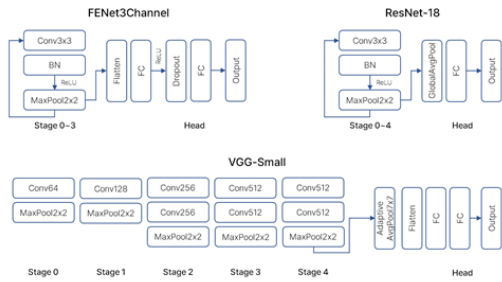 FENet3Channel
Conv3x3
BN
ReLU
MaxPool2x2
Flatten
FC
ReLU
Dropout
FC
Output
Stage 0~3
Head
ResNet-18
Conv3x3
BN
ReLU
MaxPool2x2
GlobalAvgPool
FC
Output
Stage 0~4
Head
VGG-Small
Conv64
MaxPool2x2
Stage 0
Conv128
MaxPool2x2
Stage 1
Conv256
Conv256
MaxPool2x2
Stage 2
Conv512
Conv512
MaxPool2x2
Stage 3
Conv512
Conv512
MaxPool2x2
Stage 4
Adaptive
AvgPool7x7
Flatten
FC
FC
Output
Head